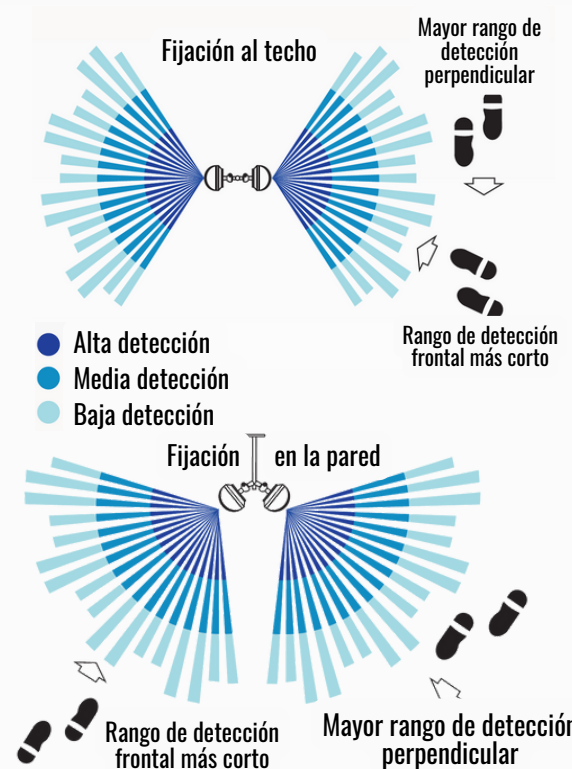 Fijación al techo
Mayor rango de
detección
perpendicular
Rango de detección
frontal más corto
Alta detección
Media detección
Baja detección
Fijación en la pared
Rango de detección
frontal más corto
Mayor rango de detección
perpendicular